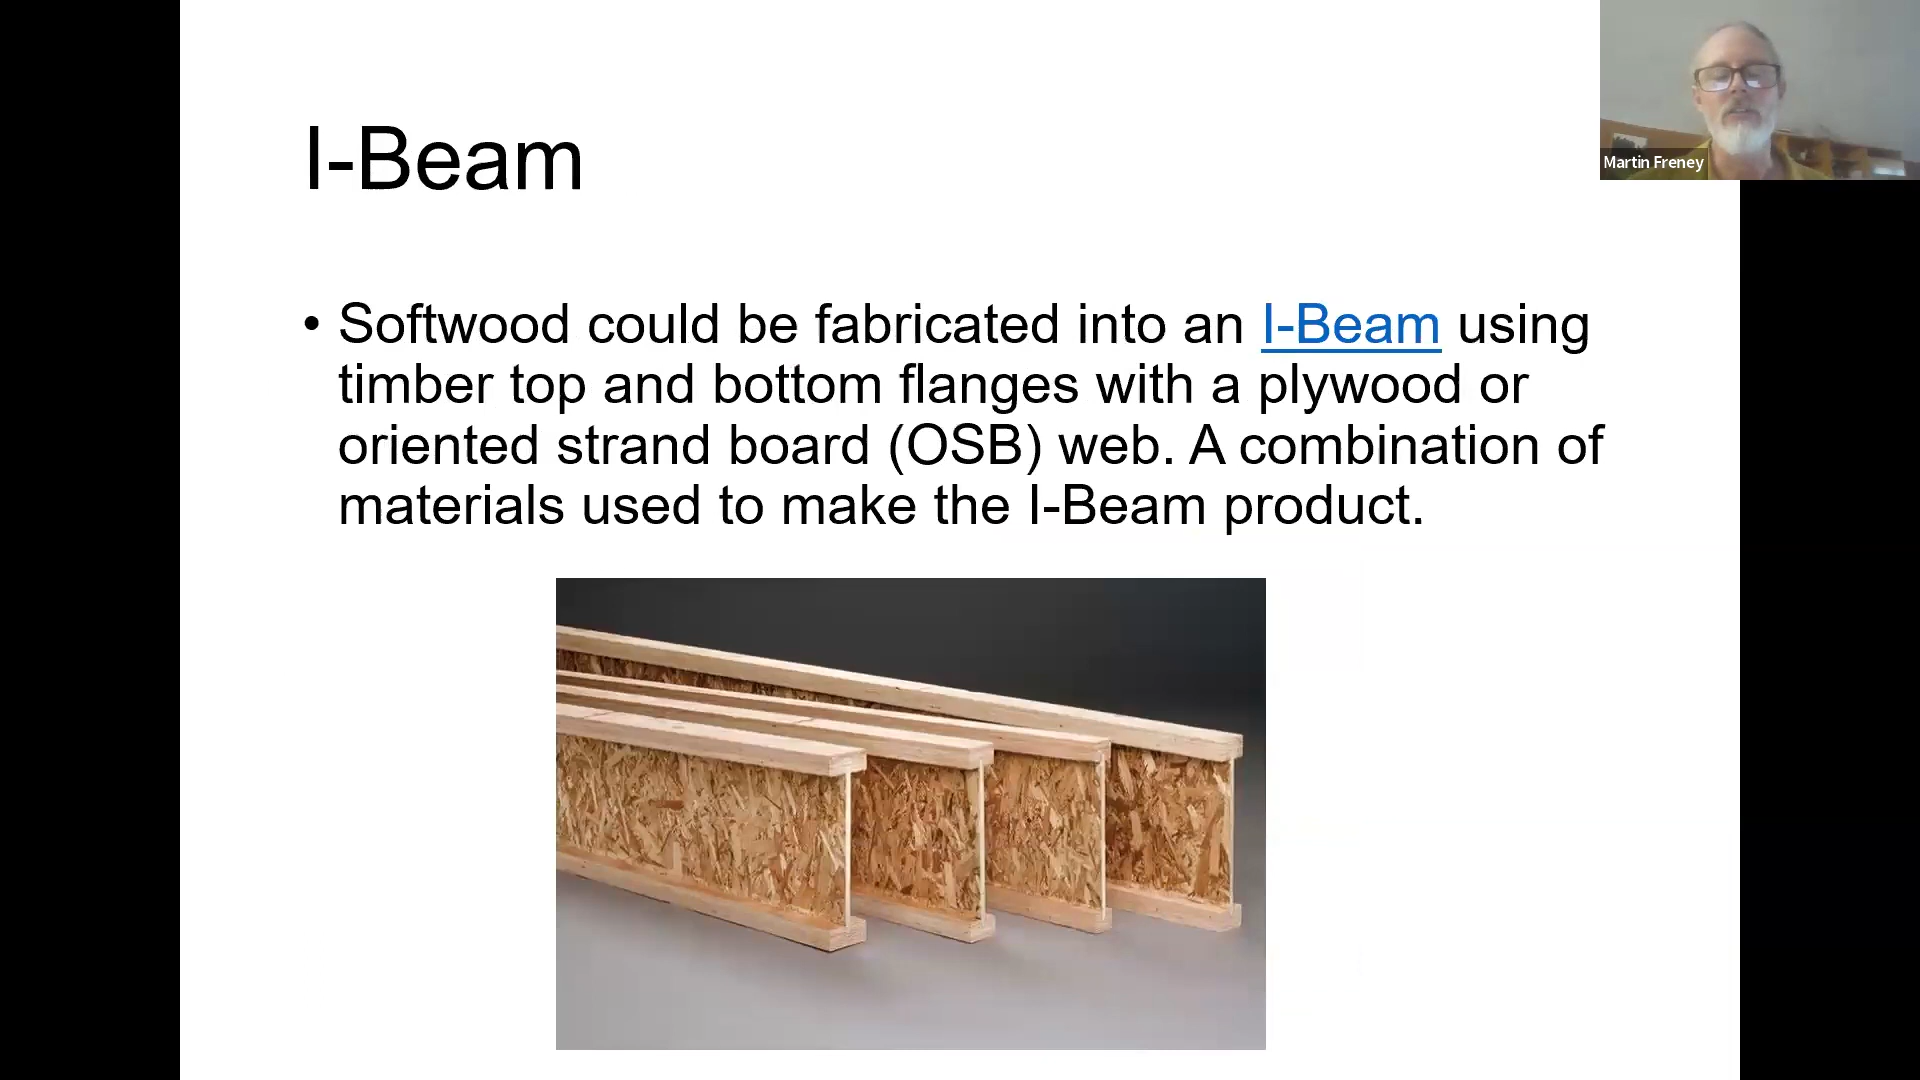 Martin Freney
I-Beam
• Softwood could be fabricated into an I-Beam using
timber top and bottom flanges with a plywood or
oriented strand board (OSB) web. A combination of
materials used to make the I-Beam product.